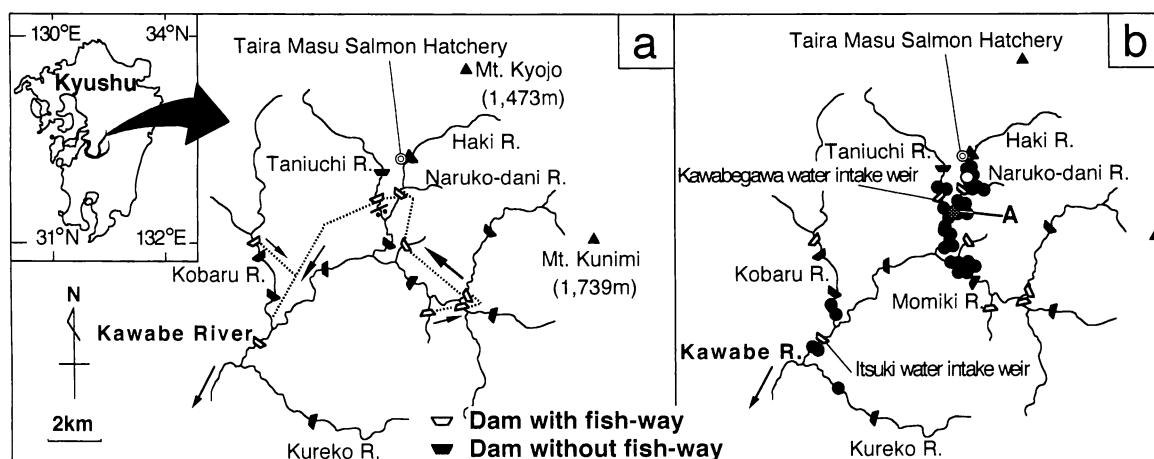 130°E
34°N
Kyushu
31°N
132°E
a
Taira Masu Salmon Hatchery
Mt. Kyojo
(1,473m)
Haki R.
Taniuchi R.
Naruko-dani R.
Mt. Kunimi
(1,739m)
Kobaru R.
N
Kawabe River
2km
Kureko R.
Dam with fish-way
Dam without fish-way
b
Taira Masu Salmon Hatchery
Haki R.
Taniuchi R.
Kawabegawa water intake weir
Naruko-dani R.
A
Kobaru R.
Momiki R.
Kawabe R.
Itsuki water intake weir